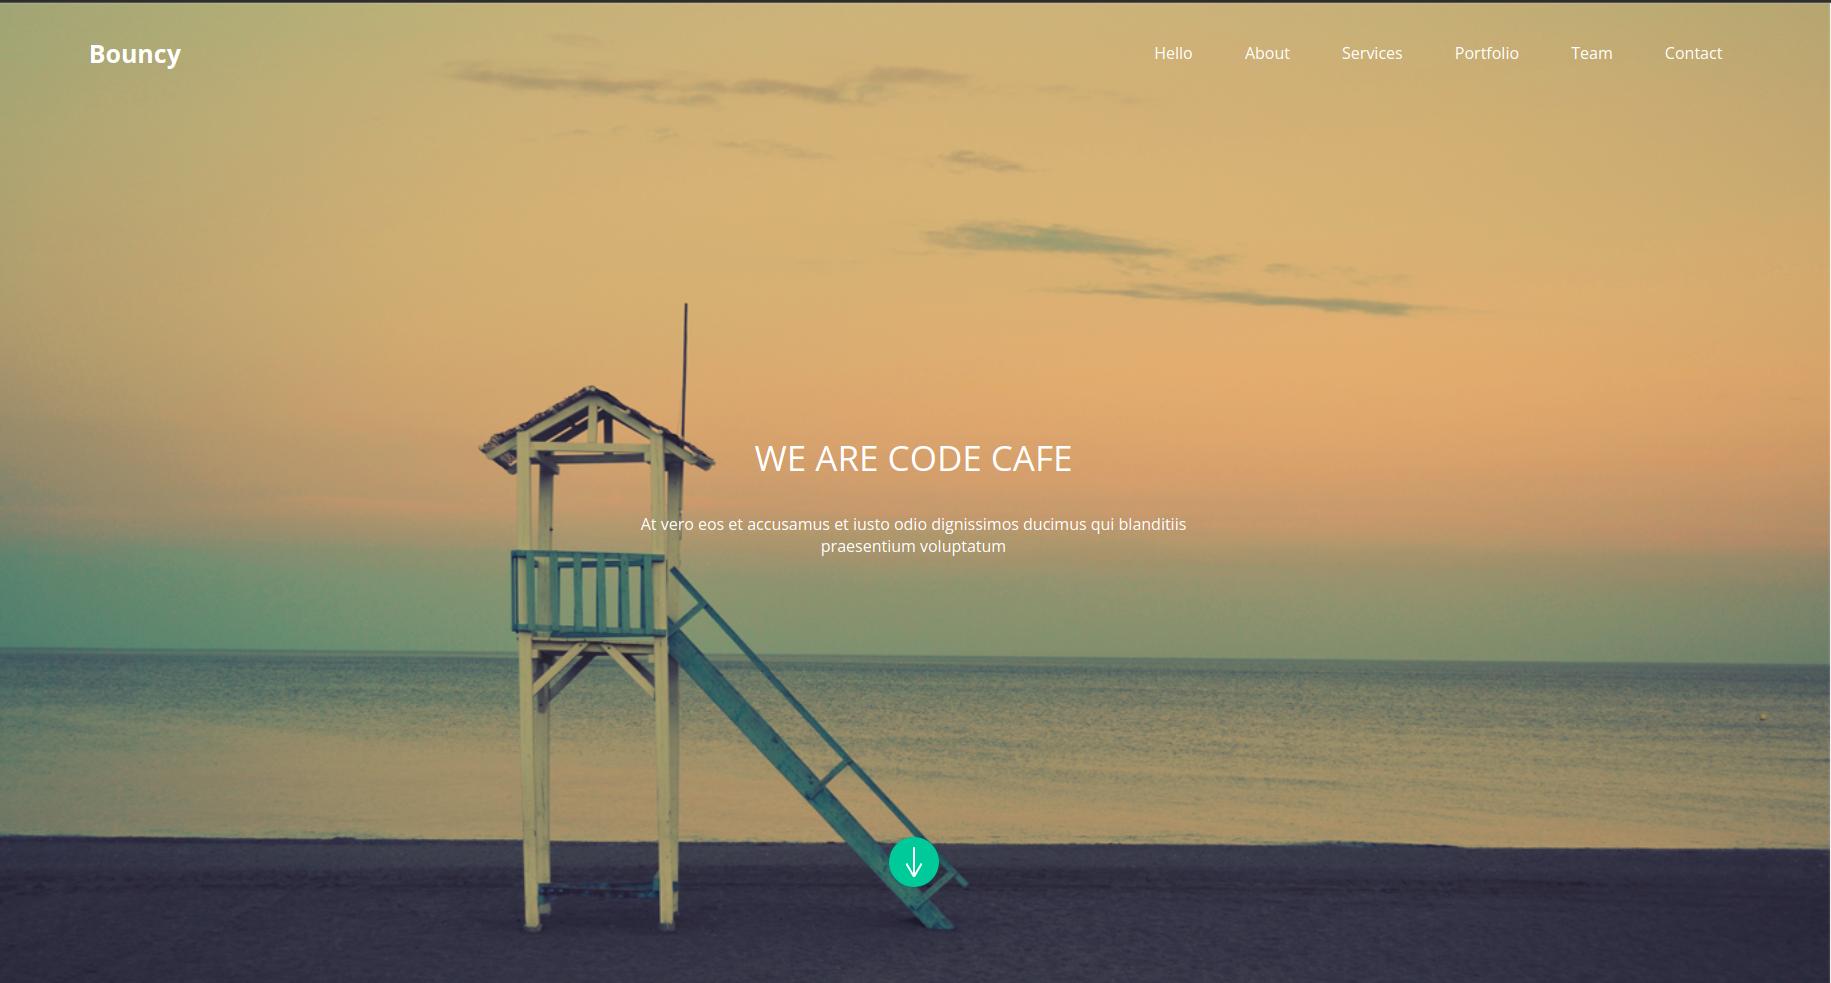 Bouncy
Hello About Services Portfolio Team Contact
WE ARE CODE CAFE
At vero eos et accusamus et iusto odio dignissimos ducimus qui blanditiis
praesentium voluptatum